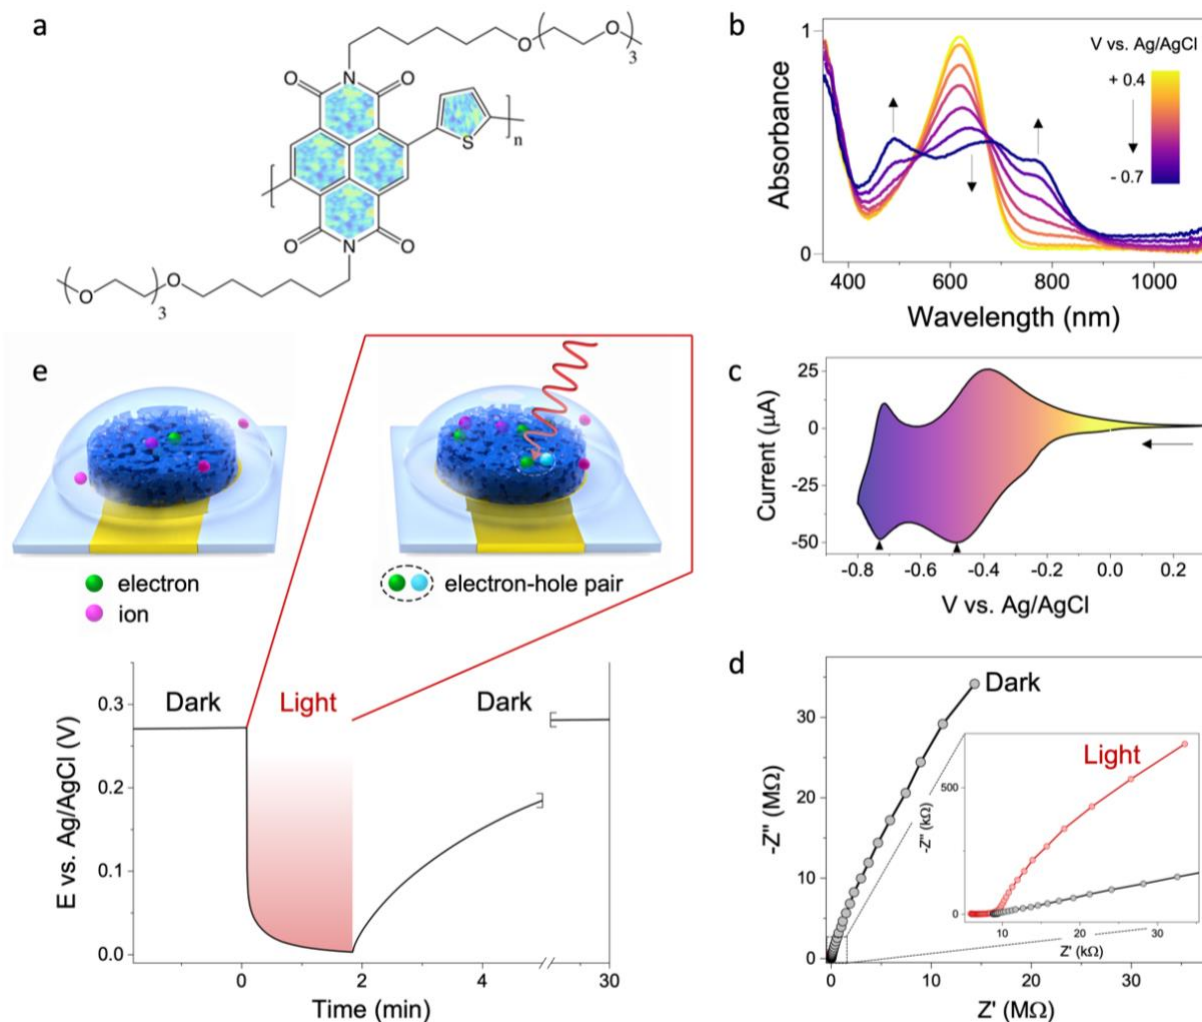 a
O
O
3
N
O
O
S
n
O
O
N
O
O
3
b
V vs. Ag/AgCl
+ 0.4
- 0.7
1
0
Absorbance
400 600 800 1000
Wavelength (nm)
c
25
0
-25
-50
Current (µA)
-0.8 -0.6 -0.4 -0.2 0.0 0.2
V vs. Ag/AgCl
d
Dark
30
20
10
0
-Z'' (MΩ)
0 10 20 30
Z' (MΩ)
Light
500
0
-Z'' (kΩ)
10 20 30
Z' (kΩ)
e
electron
ion
electron-hole pair
Dark Light Dark
0.3
0.2
0.1
0.0
E vs. Ag/AgCl (V)
0 2 4 30
Time (min)